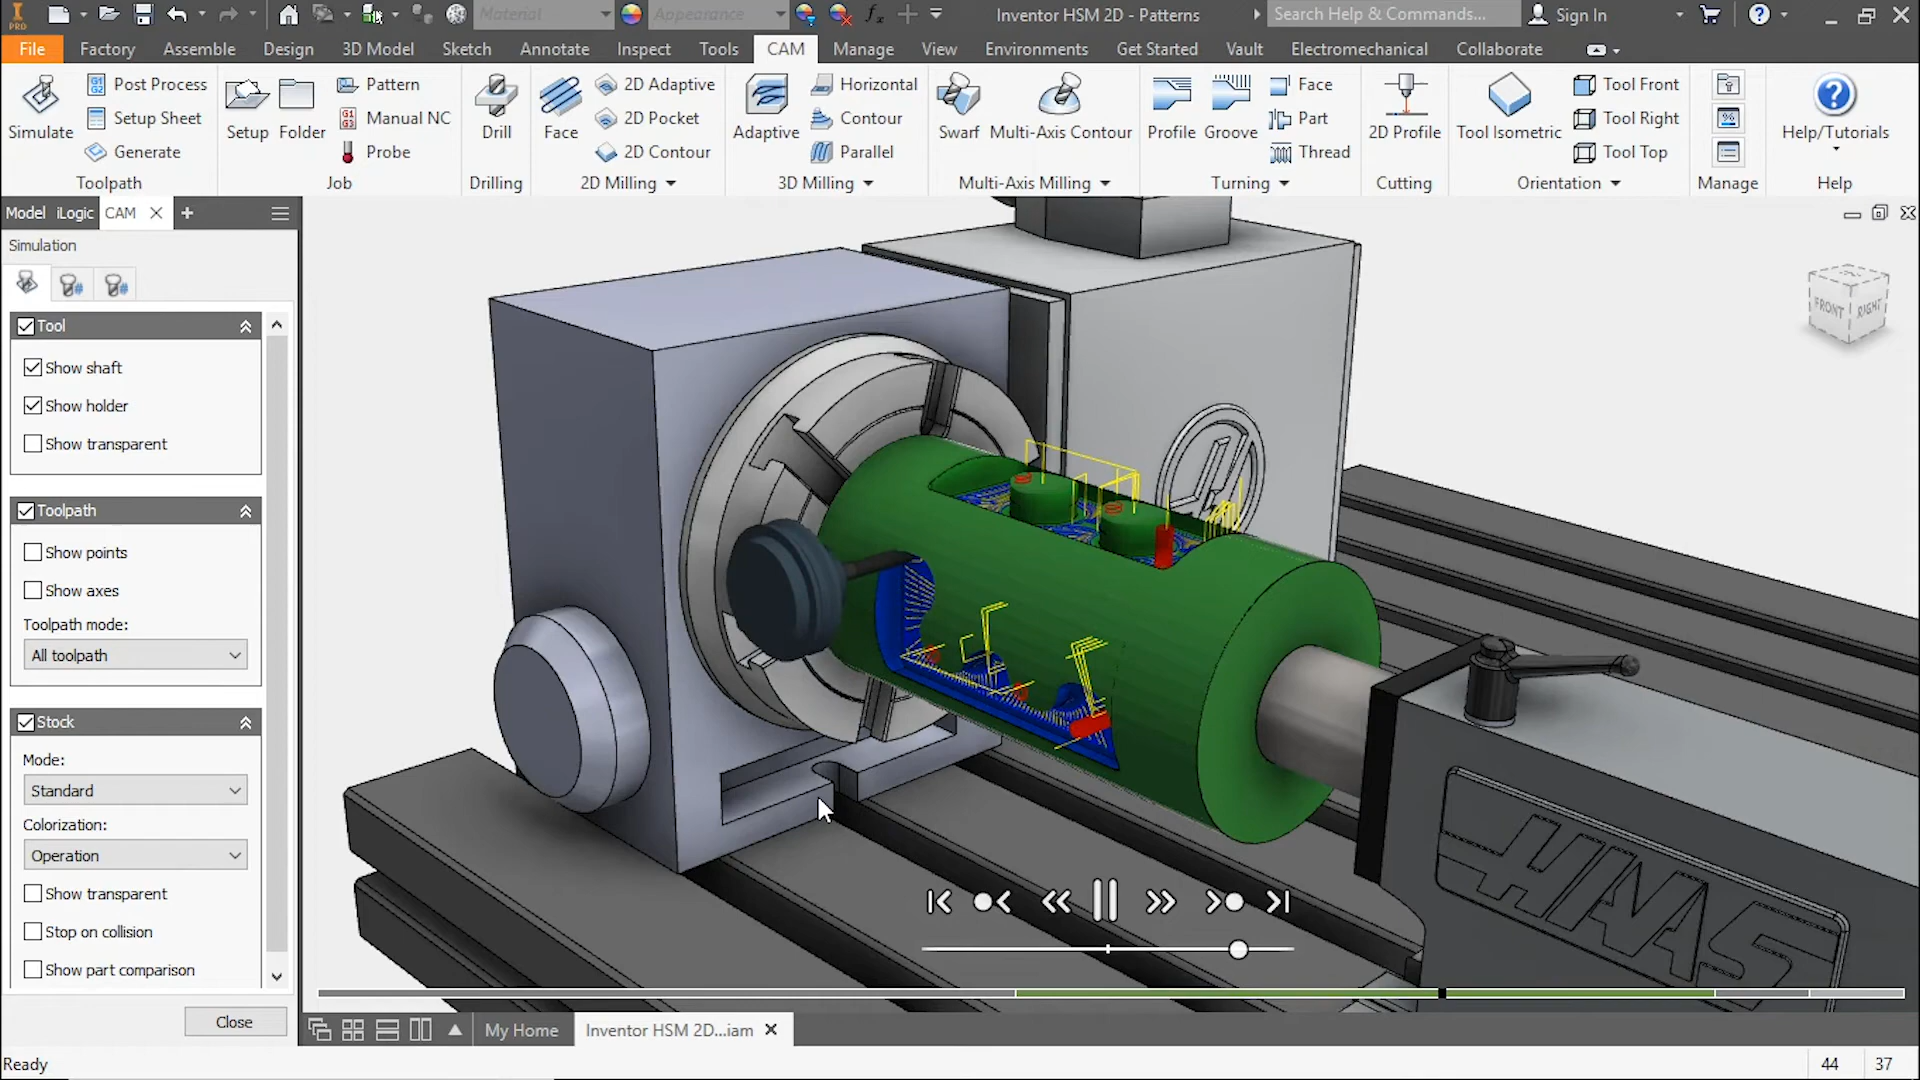 PRO
Material
Appearance
Inventor HSM 2D - Patterns
Search Help & Commands...
Sign In
File
Factory
Assemble
Design
3D Model
Sketch
Annotate
Inspect
Tools
CAM
Manage
View
Environments
Get Started
Vault
Electromechanical
Collaborate
Simulate
G1 G2 Post Process
Setup Sheet
Generate
Toolpath
Setup
Folder
Pattern
G1 G3 Manual NC
Probe
Job
Drill
Drilling
Face
2D Adaptive
2D Pocket
2D Contour
2D Milling
Adaptive
Horizontal
Contour
Parallel
3D Milling
Swarf
Multi-Axis Contour
Multi-Axis Milling
Profile
Groove
Face
Part
Thread
Turning
2D Profile
Cutting
Tool Isometric
Tool Front
Tool Right
Tool Top
Orientation
Manage
Help/Tutorials
Help
Model
iLogic
CAM
Simulation
Tool
Show shaft
Show holder
Show transparent
Toolpath
Show points
Show axes
Toolpath mode:
All toolpath
Stock
Mode:
Standard
Colorization:
Operation
Show transparent
Stop on collision
Show part comparison
Close
FRONT
RIGHT
HAAS
My Home
Inventor HSM 2D...iam
Ready
44
37